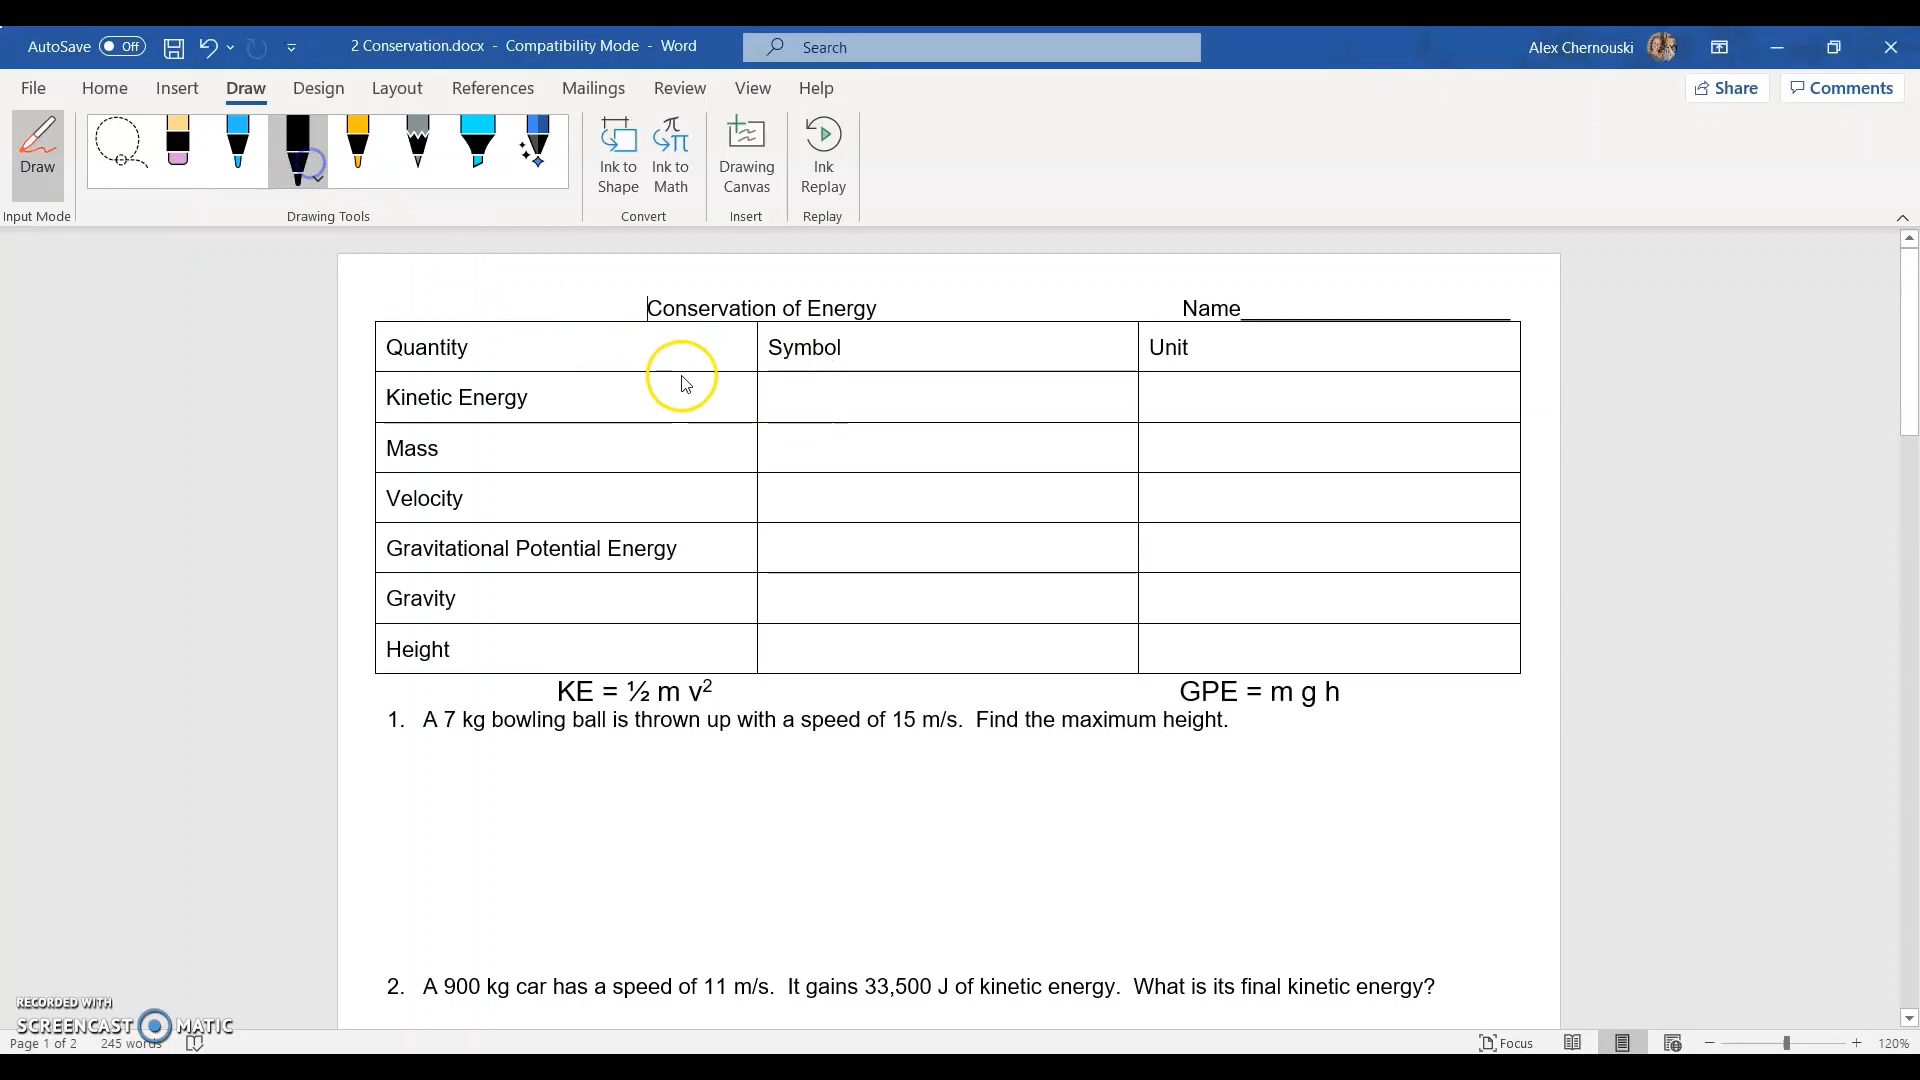 AutoSave Off 2 Conservation.docx - Compatibility Mode - Word Search Alex Chernouski
File Home Insert Draw Design Layout References Mailings Review View Help Share Comments
Draw Ink to Shape Ink to Math Drawing Canvas Ink Replay
Input Mode Drawing Tools Convert Insert Replay
Conservation of Energy Name____________________
Quantity Symbol Unit
Kinetic Energy
Mass
Velocity
Gravitational Potential Energy
Gravity
Height
KE = ½ m v² GPE = m g h
1. A 7 kg bowling ball is thrown up with a speed of 15 m/s. Find the maximum height.
2. A 900 kg car has a speed of 11 m/s. It gains 33,500 J of kinetic energy. What is its final kinetic energy?
RECORDED WITH
SCREENCAST MATIC
Page 1 of 2 245 words Focus 120%